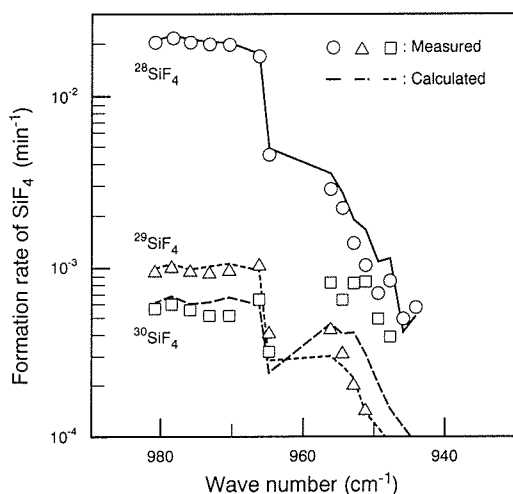 ○ △ □ : Measured
: Calculated
²⁸SiF₄
²⁹SiF₄
³⁰SiF₄
10⁻²
10⁻³
10⁻⁴
Formation rate of SiF₄ (min⁻¹)
980 960 940
Wave number (cm⁻¹)